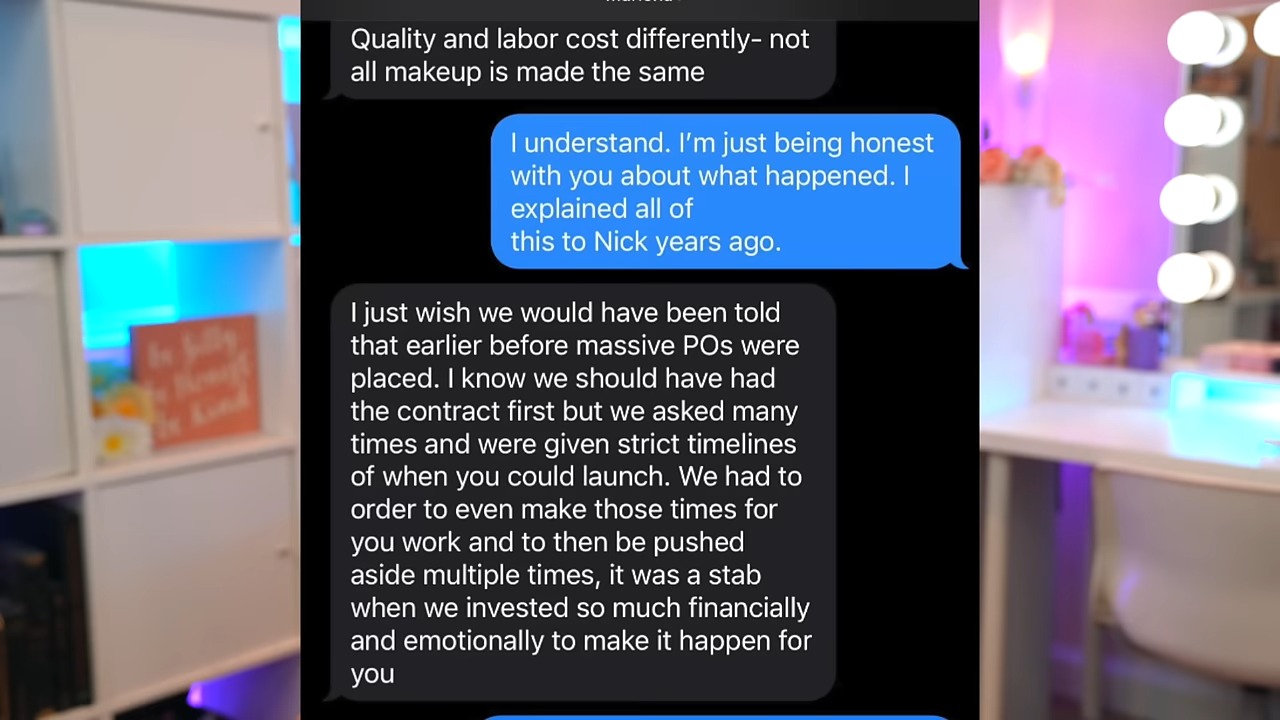 Quality and labor cost differently- not
all makeup is made the same
I understand. I'm just being honest
with you about what happened. I
explained all of
this to Nick years ago.
I just wish we would have been told
that earlier before massive POs were
placed. I know we should have had
the contract first but we asked many
times and were given strict timelines
of when you could launch. We had to
order to even make those times for
you work and to then be pushed
aside multiple times, it was a stab
when we invested so much financially
and emotionally to make it happen for
you